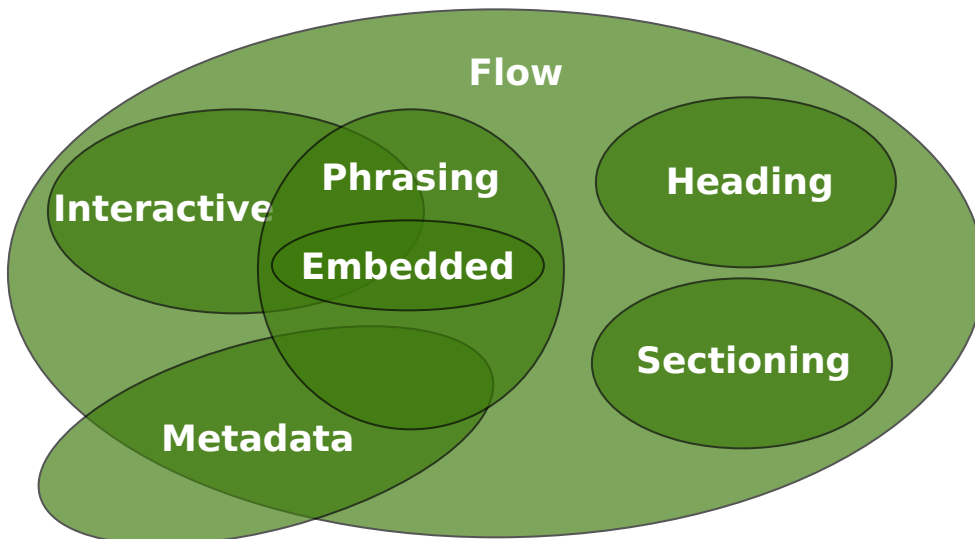 Flow
Phrasing
Heading
Interactive
Embedded
Sectioning
Metadata